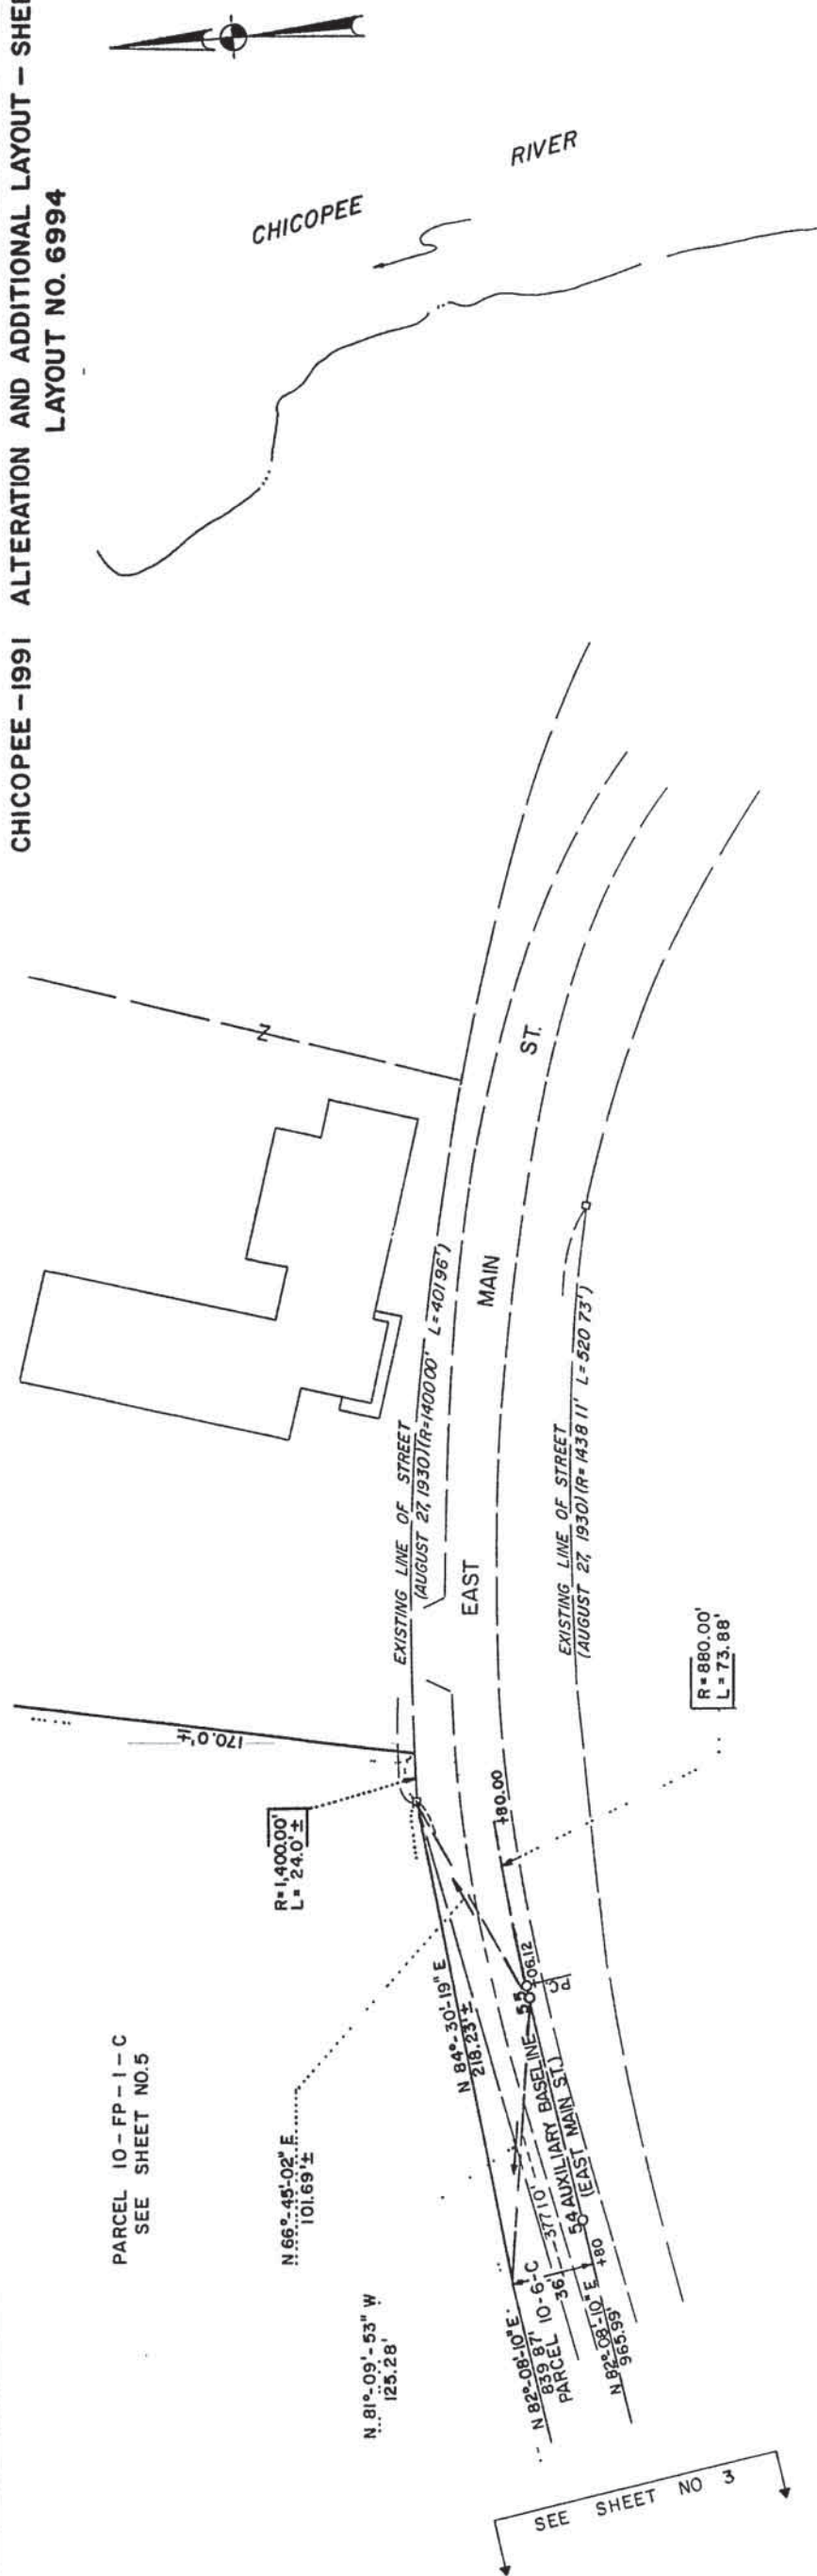 CHICOPEE - 1991 ALTERATION AND ADDITIONAL LAYOUT - SHEE
LAYOUT NO. 6994
CHICOPEE RIVER
PARCEL 10-FP-1-C
SEE SHEET NO.5
N 66°-45'-02" E
101.69'±
N 81°-09'-53" W
125.28'
R=1,400.00'
L= 24.0'±
170.0'±
N
EXISTING LINE OF STREET
(AUGUST 27, 1930)(R=1400 00' L=401 96')
EAST MAIN ST.
EXISTING LINE OF STREET
(AUGUST 27, 1930)(R=1438 11' L=520 73')
R=880.00'
L=73.88'
+80.00
N 84°-30'-19" E
218.23'±
55
06.12
54 AUXILIARY BASELINE
(EAST MAIN ST.)
377 10'
36'
+80
N 82°-08'-10" E
839 87'
PARCEL 10-6-C
N 82°-08'-10" E
965.99'
SEE SHEET NO 3